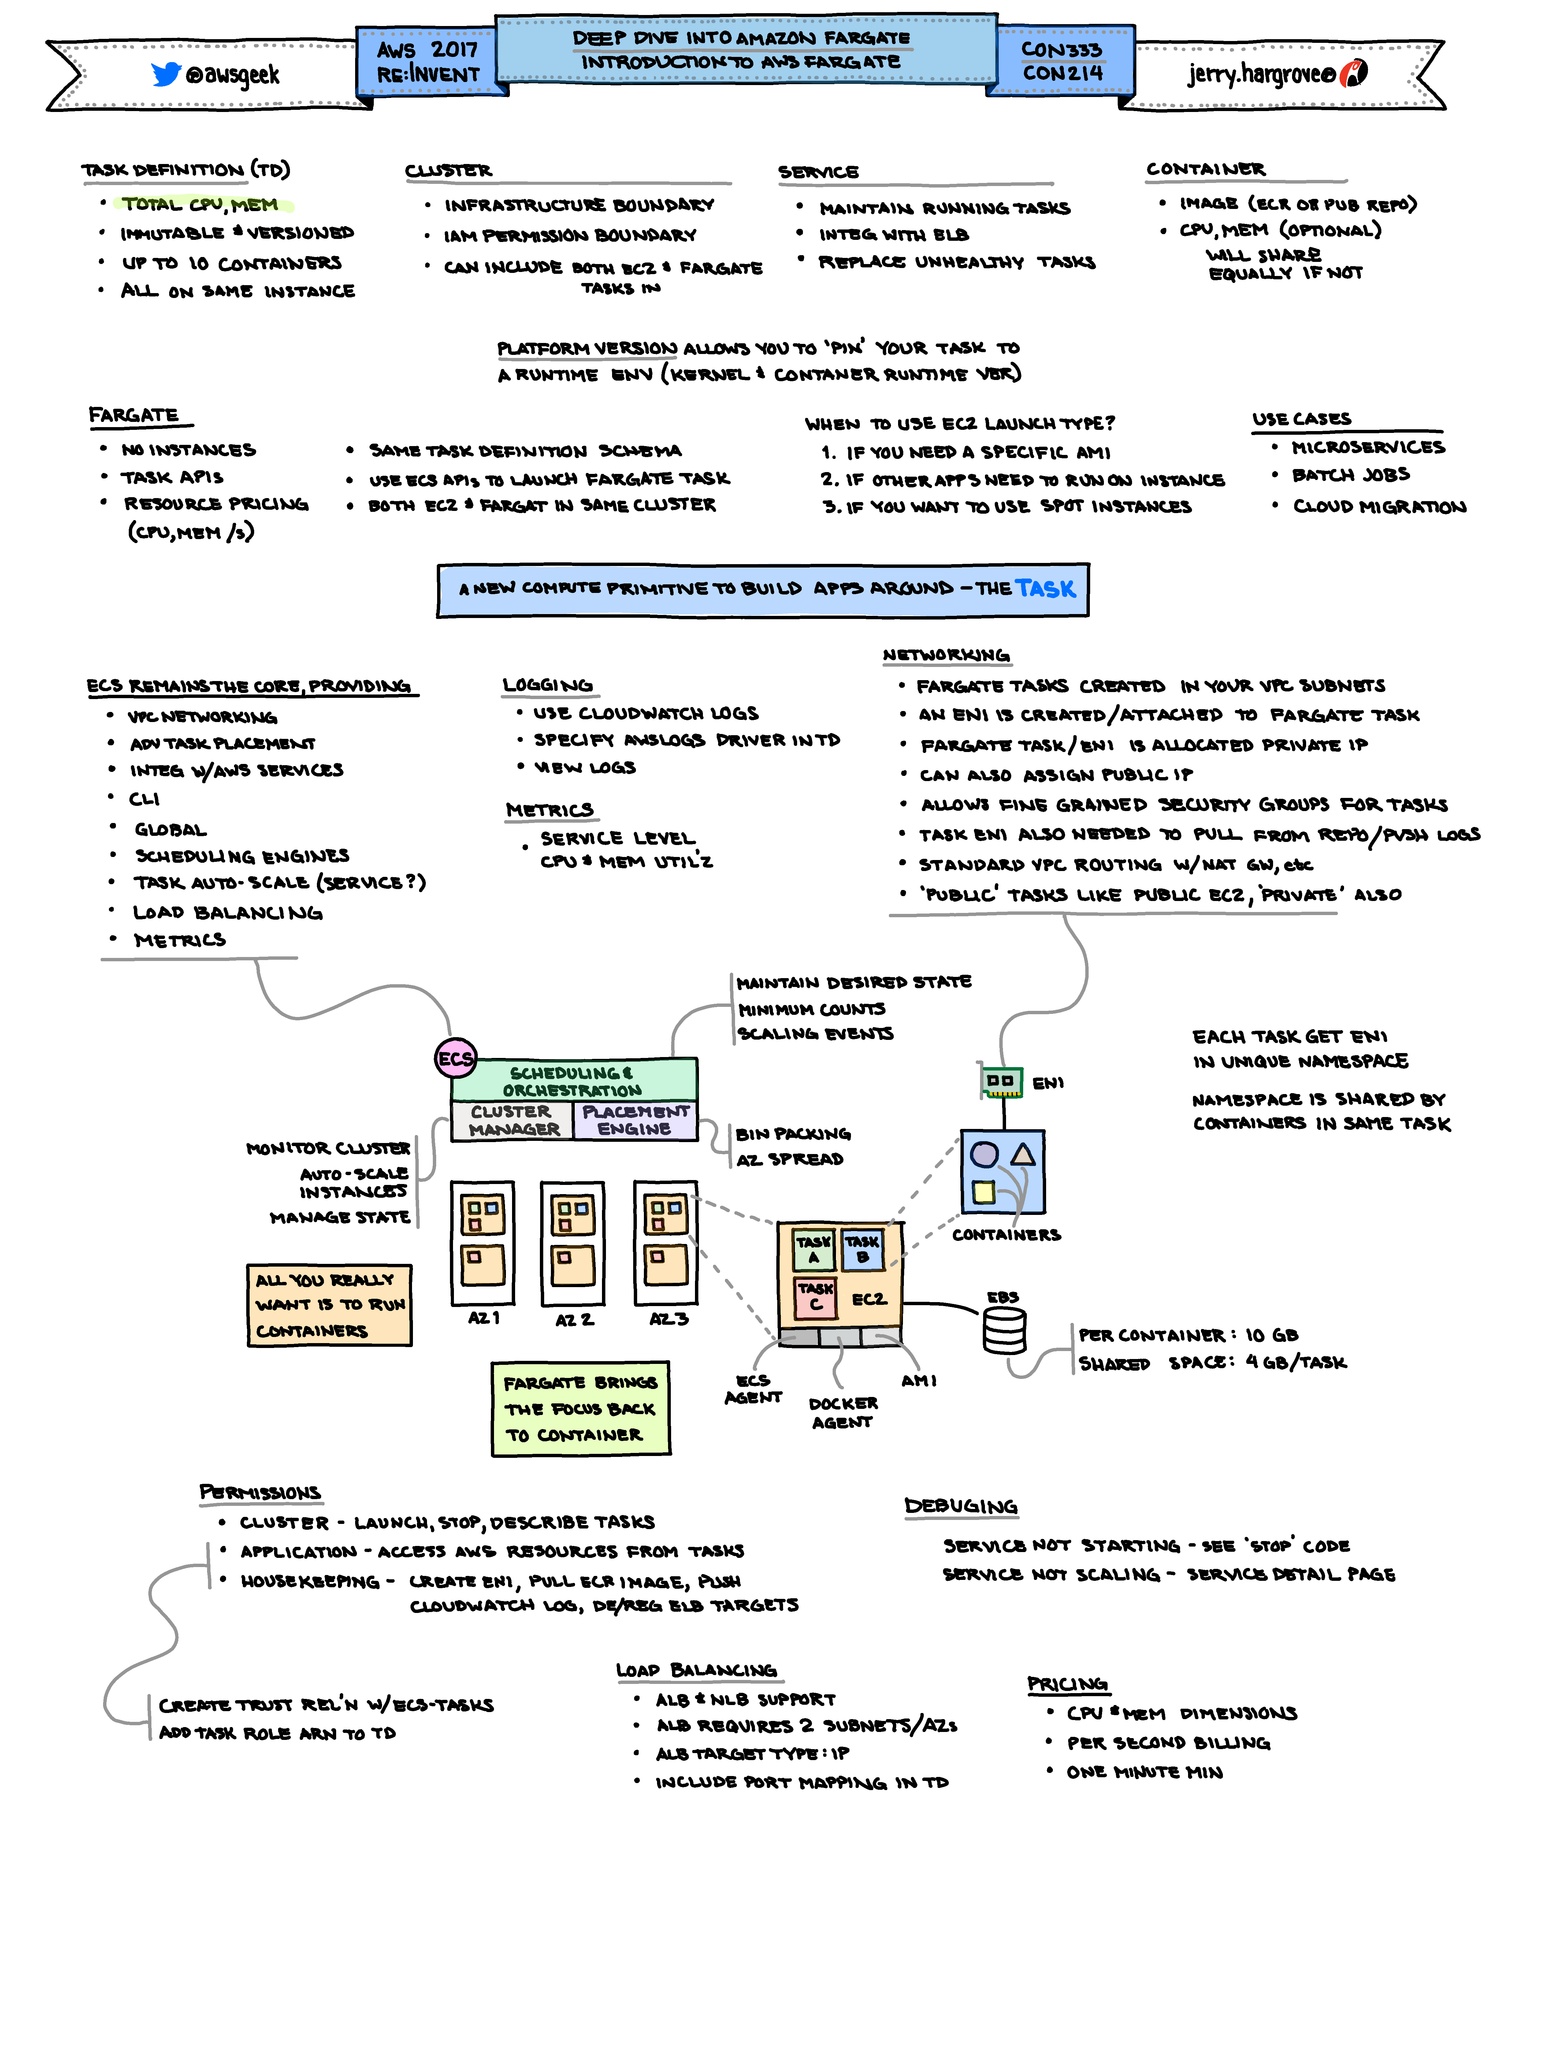 @awsgeek
AWS 2017
RE:INVENT
DEEP DIVE INTO AMAZON FARGATE
INTRODUCTION TO AWS FARGATE
CON333
CON214
jerry.hargrove@
TASK DEFINITION (TD)
• TOTAL CPU, MEM
• IMMUTABLE & VERSIONED
• UP TO 10 CONTAINERS
• ALL ON SAME INSTANCE
CLUSTER
• INFRASTRUCTURE BOUNDARY
• IAM PERMISSION BOUNDARY
• CAN INCLUDE BOTH EC2 & FARGATE
TASKS IN
SERVICE
• MAINTAIN RUNNING TASKS
• INTEG WITH ELB
• REPLACE UNHEALTHY TASKS
CONTAINER
• IMAGE (ECR OR PUB REPO)
• CPU, MEM (OPTIONAL)
WILL SHARE
EQUALLY IF NOT
PLATFORM VERSION ALLOWS YOU TO 'PIN' YOUR TASK TO
A RUNTIME ENV (KERNEL & CONTANER RUNTIME VER)
FARGATE
• NO INSTANCES
• TASK APIS
• RESOURCE PRICING
(CPU, MEM /S)
• SAME TASK DEFINITION SCHEMA
• USE ECS APIS TO LAUNCH FARGATE TASK
• BOTH EC2 & FARGAT IN SAME CLUSTER
WHEN TO USE EC2 LAUNCH TYPE?
1. IF YOU NEED A SPECIFIC AMI
2. IF OTHER APPS NEED TO RUN ON INSTANCE
3. IF YOU WANT TO USE SPOT INSTANCES
USE CASES
• MICROSERVICES
• BATCH JOBS
• CLOUD MIGRATION
A NEW COMPUTE PRIMITIVE TO BUILD APPS AROUND - THE TASK
ECS REMAINS THE CORE, PROVIDING
• VPC NETWORKING
• ADV TASK PLACEMENT
• INTEG W/AWS SERVICES
• CLI
• GLOBAL
• SCHEDULING ENGINES
• TASK AUTO-SCALE (SERVICE?)
• LOAD BALANCING
• METRICS
LOGGING
• USE CLOUDWATCH LOGS
• SPECIFY AWSLOGS DRIVER IN TD
• VIEW LOGS
METRICS
• SERVICE LEVEL
CPU & MEM UTIL'Z
NETWORKING
• FARGATE TASKS CREATED IN YOUR VPC SUBNETS
• AN ENI IS CREATED/ATTACHED TO FARGATE TASK
• FARGATE TASK/ENI IS ALLOCATED PRIVATE IP
• CAN ALSO ASSIGN PUBLIC IP
• ALLOWS FINE GRAINED SECURITY GROUPS FOR TASKS
• TASK ENI ALSO NEEDED TO PULL FROM REPO/PUSH LOGS
• STANDARD VPC ROUTING W/NAT GW, etc
• 'PUBLIC' TASKS LIKE PUBLIC EC2, 'PRIVATE' ALSO
MAINTAIN DESIRED STATE
MINIMUM COUNTS
SCALING EVENTS
ECS
SCHEDULING &
ORCHESTRATION
CLUSTER
MANAGER
PLACEMENT
ENGINE
MONITOR CLUSTER
AUTO-SCALE
INSTANCES
MANAGE STATE
BIN PACKING
AZ SPREAD
ENI
EACH TASK GET ENI
IN UNIQUE NAMESPACE
NAMESPACE IS SHARED BY
CONTAINERS IN SAME TASK
CONTAINERS
AZ 1
AZ 2
AZ 3
TASK
A
TASK
B
TASK
C
EC2
ECS
AGENT
DOCKER
AGENT
AMI
EBS
PER CONTAINER: 10 GB
SHARED SPACE: 4 GB/TASK
ALL YOU REALLY
WANT IS TO RUN
CONTAINERS
FARGATE BRINGS
THE FOCUS BACK
TO CONTAINER
PERMISSIONS
• CLUSTER - LAUNCH, STOP, DESCRIBE TASKS
• APPLICATION - ACCESS AWS RESOURCES FROM TASKS
• HOUSEKEEPING - CREATE ENI, PULL ECR IMAGE, PUSH
CLOUDWATCH LOG, DE/REG ELB TARGETS
CREATE TRUST REL'N W/ECS-TASKS
ADD TASK ROLE ARN TO TD
DEBUGING
SERVICE NOT STARTING - SEE 'STOP' CODE
SERVICE NOT SCALING - SERVICE DETAIL PAGE
LOAD BALANCING
• ALB & NLB SUPPORT
• ALB REQUIRES 2 SUBNETS/AZS
• ALB TARGET TYPE: IP
• INCLUDE PORT MAPPING IN TD
PRICING
• CPU & MEM DIMENSIONS
• PER SECOND BILLING
• ONE MINUTE MIN